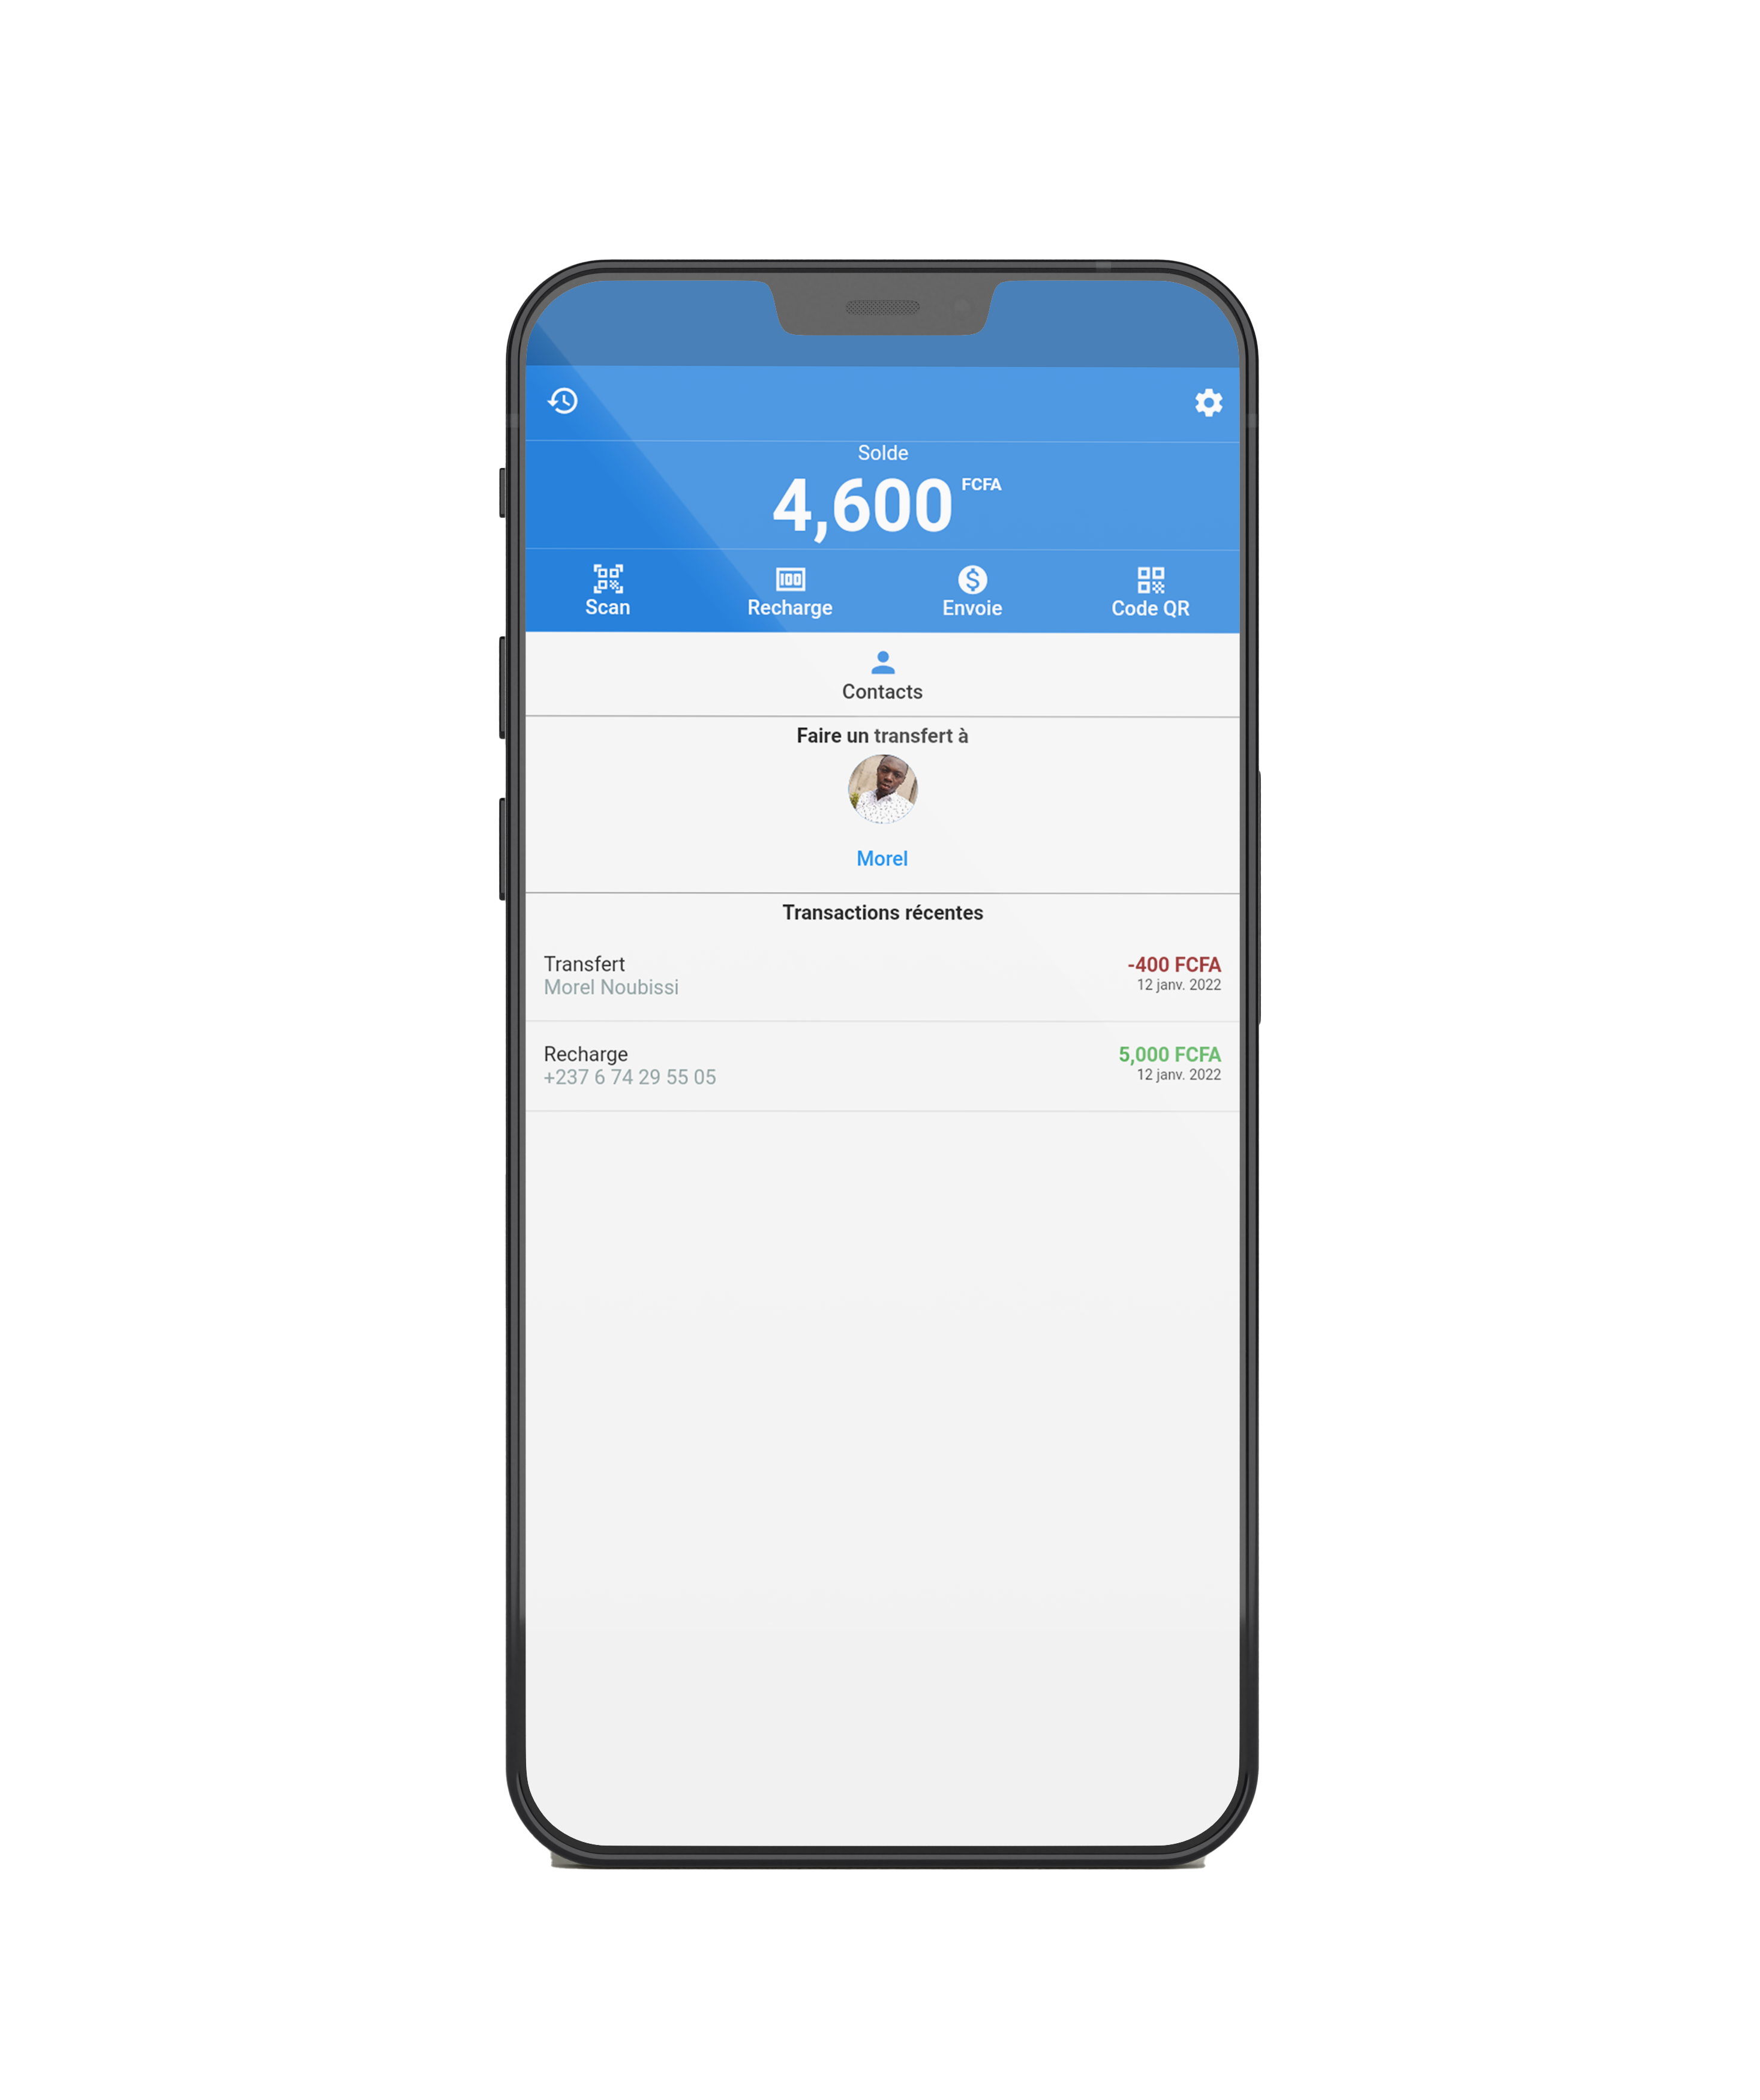 Solde
4,600 FCFA
Scan
Recharge
Envoie
Code QR
Contacts
Faire un transfert à
Morel
Transactions récentes
Transfert
-400 FCFA
Morel Noubissi
12 janv. 2022
Recharge
5,000 FCFA
+237 6 74 29 55 05
12 janv. 2022